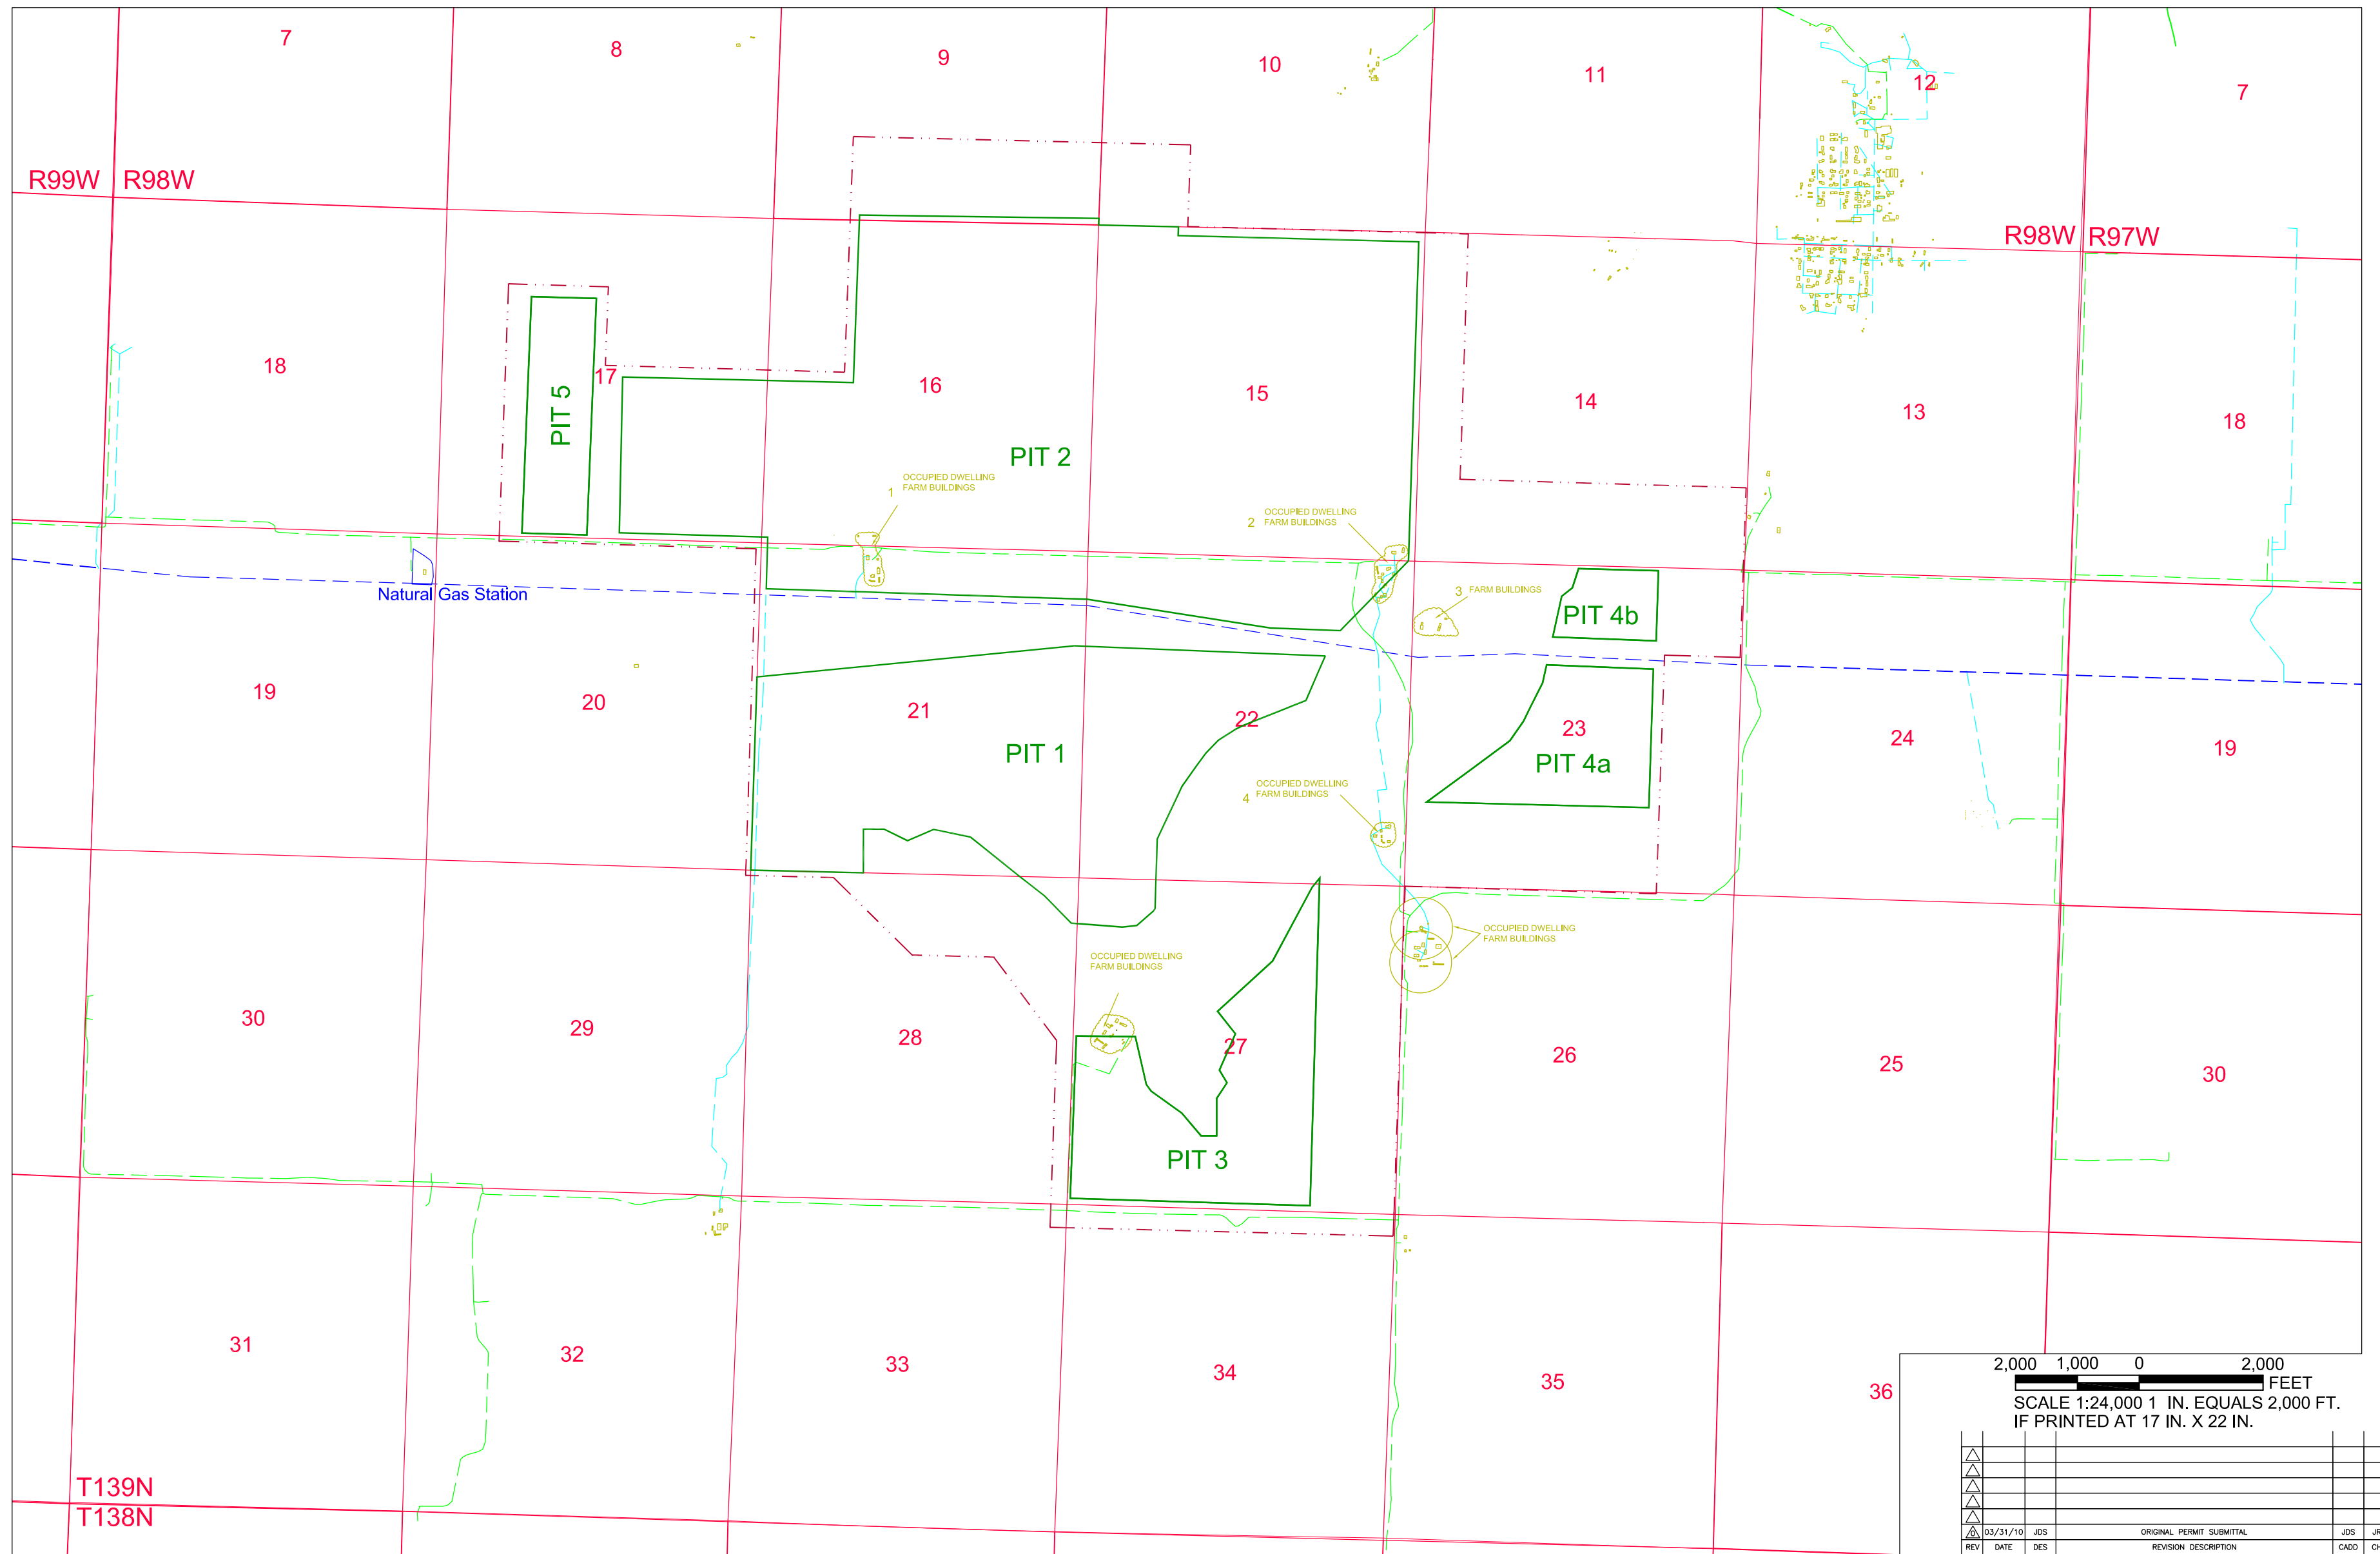 7
8
9
10
11
12
7
R99W
R98W
R98W
R97W
18
17
16
15
14
13
18
PIT 5
PIT 2
1
OCCUPIED DWELLING
FARM BUILDINGS
2
OCCUPIED DWELLING
FARM BUILDINGS
3
FARM BUILDINGS
PIT 4b
Natural Gas Station
19
20
21
22
23
24
19
PIT 1
PIT 4a
4
OCCUPIED DWELLING
FARM BUILDINGS
OCCUPIED DWELLING
FARM BUILDINGS
OCCUPIED DWELLING
FARM BUILDINGS
30
29
28
27
26
25
30
PIT 3
31
32
33
34
35
36
T139N
T138N
2,000 1,000 0 2,000
FEET
SCALE 1:24,000 1 IN. EQUALS 2,000 FT.
IF PRINTED AT 17 IN. X 22 IN.
0 03/31/10 JDS ORIGINAL PERMIT SUBMITTAL JDS
REV DATE DES REVISION DESCRIPTION CADD